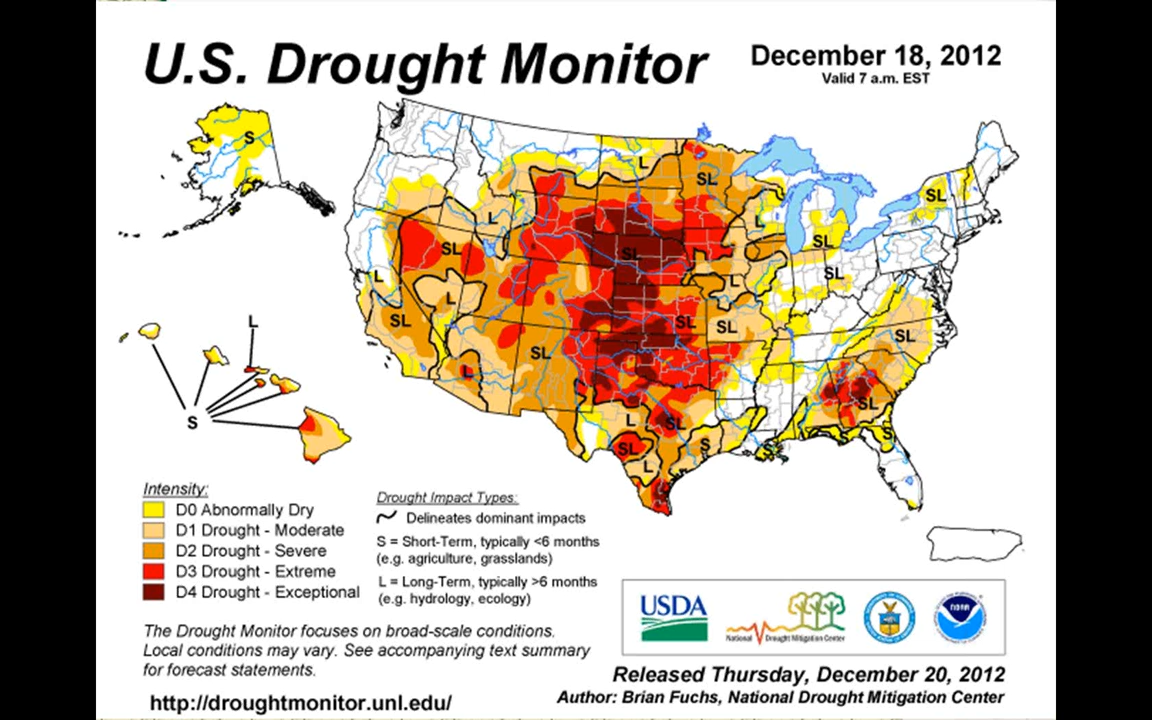 U.S. Drought Monitor
December 18, 2012
Valid 7 a.m. EST
S
L
SL
SL
L
L
SL
SL
SL
L
SL
SL
L
L
SL
L
SL
SL
SL
SL
L
SL
L
SL
SL
S
S
S
SL
L
L
S
Intensity:
D0 Abnormally Dry
D1 Drought - Moderate
D2 Drought - Severe
D3 Drought - Extreme
D4 Drought - Exceptional
Drought Impact Types:
Delineates dominant impacts
S = Short-Term, typically <6 months
(e.g. agriculture, grasslands)
L = Long-Term, typically >6 months
(e.g. hydrology, ecology)
The Drought Monitor focuses on broad-scale conditions.
Local conditions may vary. See accompanying text summary
for forecast statements.
http://droughtmonitor.unl.edu/
USDA
National Drought Mitigation Center
NOAA
Released Thursday, December 20, 2012
Author: Brian Fuchs, National Drought Mitigation Center